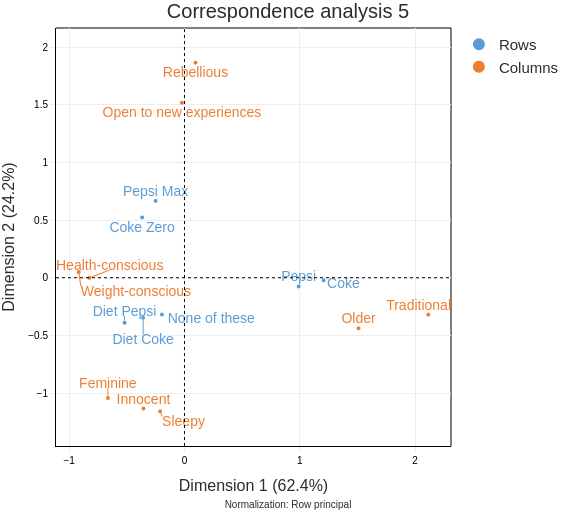 Correspondence analysis 5
Rows
Columns
2
1.5
1
0.5
0
−0.5
−1
−1
0
1
2
Dimension 2 (24.2%)
Rebellious
Open to new experiences
Pepsi Max
Coke Zero
Health-conscious
Weight-conscious
Pepsi
Coke
Diet Pepsi
None of these
Diet Coke
Traditional
Older
Feminine
Innocent
Sleepy
Dimension 1 (62.4%)
Normalization: Row principal